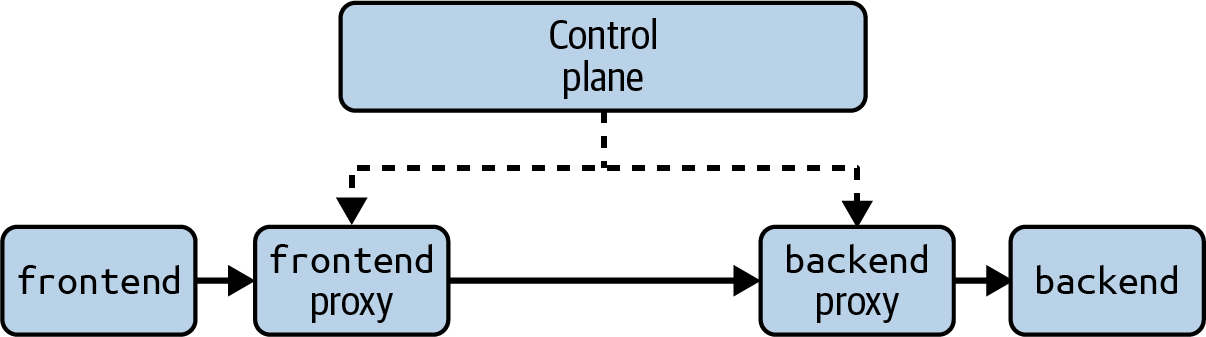 Control
plane
frontend
frontend
proxy
backend
proxy
backend